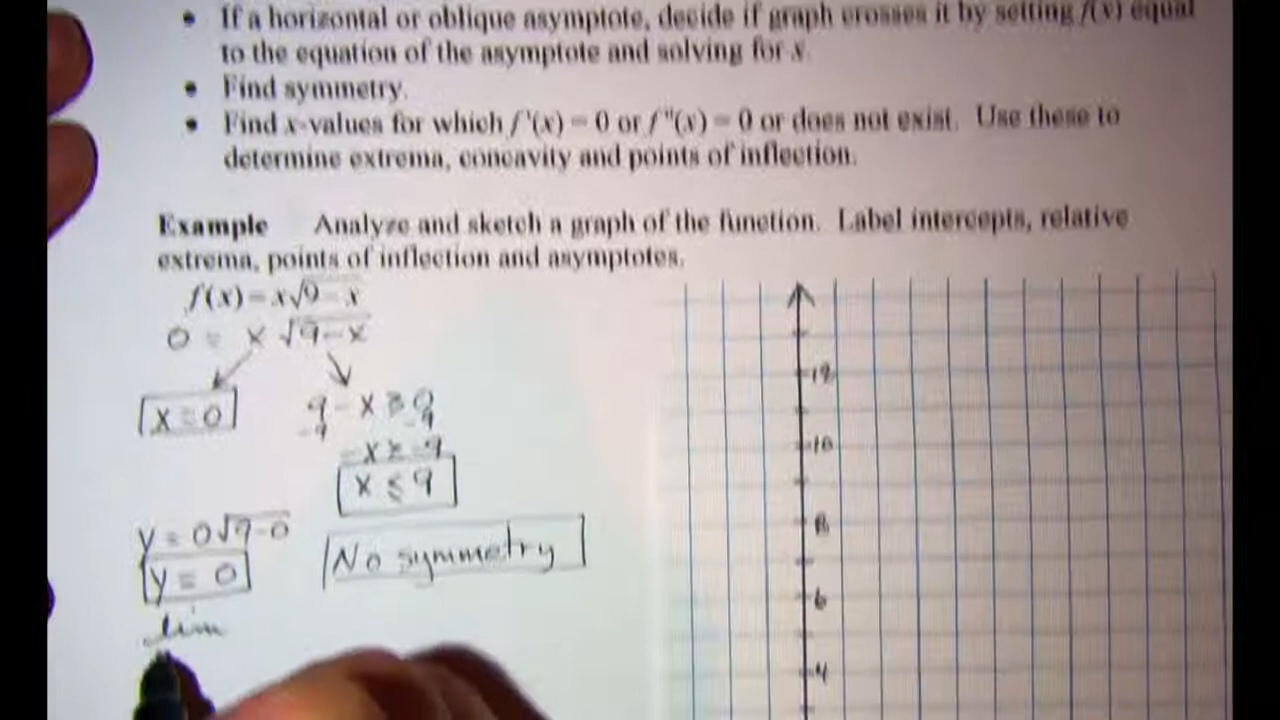 • If a horizontal or oblique asymptote, decide if graph crosses it by setting f(x) equal
to the equation of the asymptote and solving for x.
• Find symmetry.
• Find x-values for which f '(x) = 0 or f "(x) = 0 or does not exist. Use these to
determine extrema, concavity and points of inflection.
Example Analyze and sketch a graph of the function. Label intercepts, relative
extrema, points of inflection and asymptotes.
f(x) = x√9 - x
0 = x √9-x
x = 0
9 - x ≥ 0
-9 -9
-x ≥ -9
x ≤ 9
y = 0√9-0
y = 0
No symmetry
lim
12
10
8
6
4